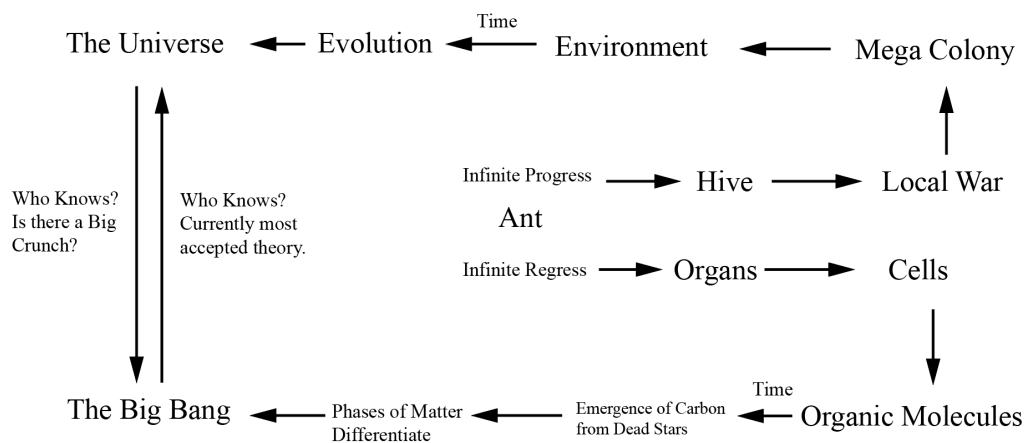 Time
The Universe
Evolution
Environment
Mega Colony
Infinite Progress
Hive
Local War
Who Knows?
Is there a Big
Crunch?
Who Knows?
Currently most
accepted theory.
Ant
Infinite Regress
Organs
Cells
Time
The Big Bang
Phases of Matter
Differentiate
Emergence of Carbon
from Dead Stars
Organic Molecules